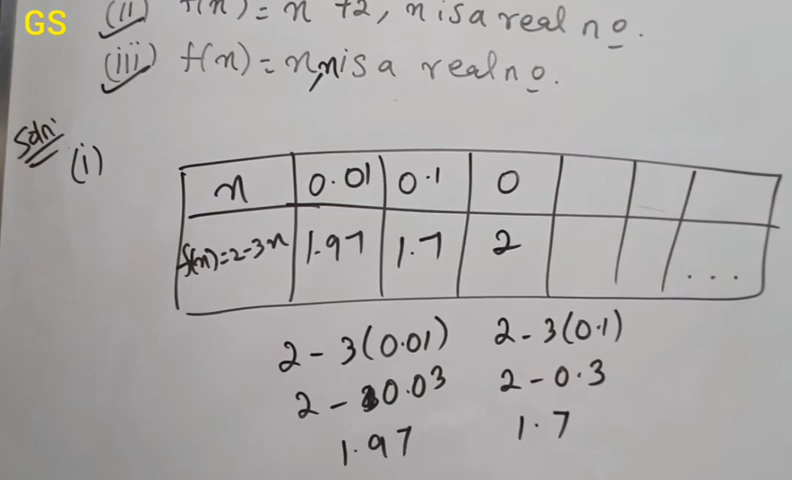 GS
(ii) f(x) = x +2, x is a real no.
(iii) f(x) = x, x is a real no.
Soln:
(i)
x 0.01 0.1 0
f(x)=2-3x 1.97 1.7 2 ...
2 - 3(0.01) 2 - 3(0.1)
2 - 0.03 2 - 0.3
1.97 1.7